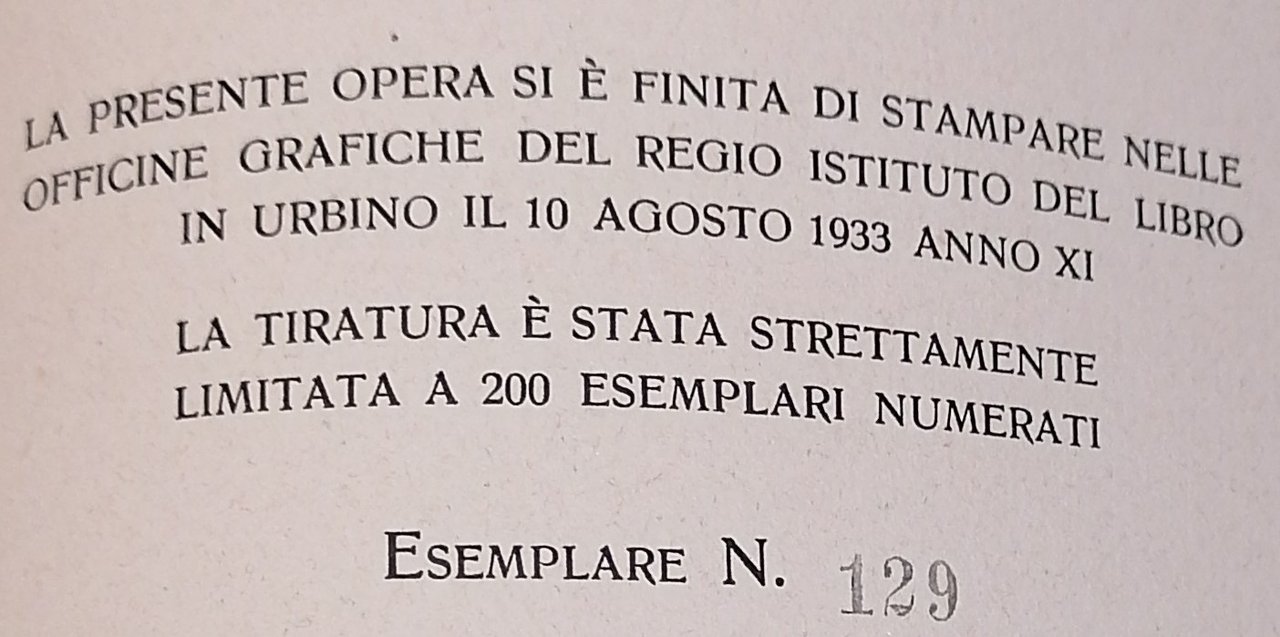 LA PRESENTE OPERA SI È FINITA DI STAMPARE NELLE
OFFICINE GRAFICHE DEL REGIO ISTITUTO DEL LIBRO
IN URBINO IL 10 AGOSTO 1933 ANNO XI
LA TIRATURA È STATA STRETTAMENTE
LIMITATA A 200 ESEMPLARI NUMERATI
ESEMPLARE N. 129